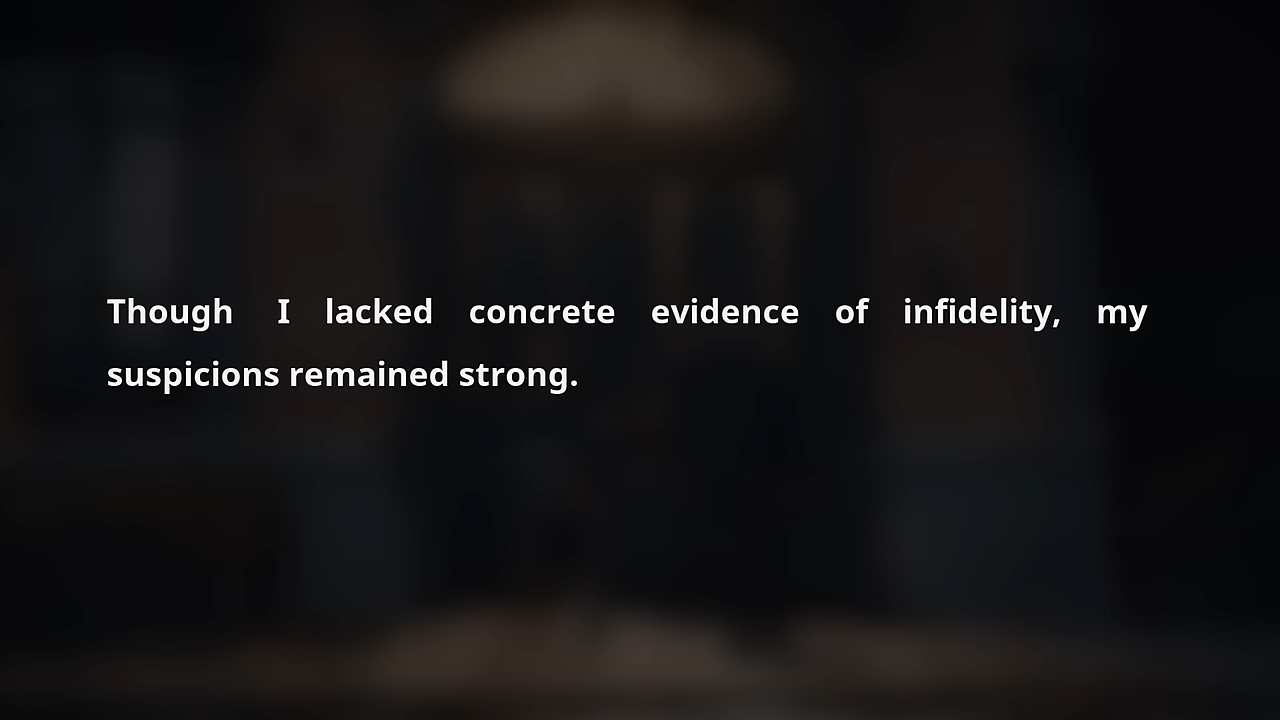 Though I lacked concrete evidence of infidelity, my
suspicions remained strong.